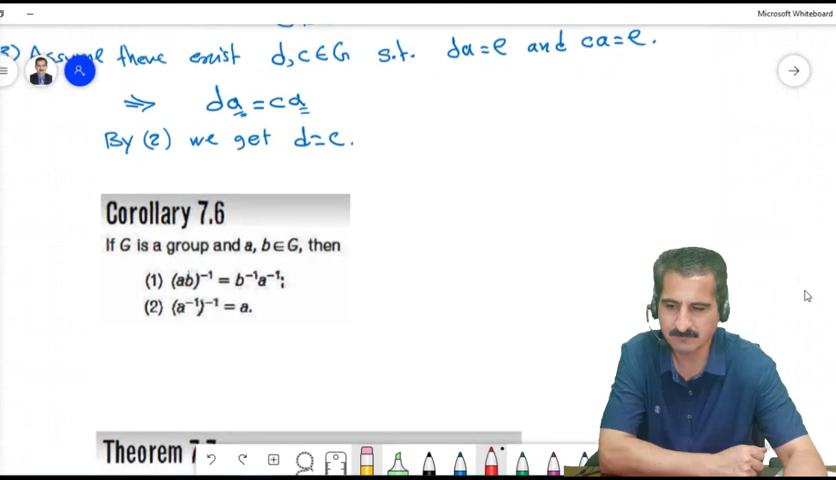 Microsoft Whiteboard
3) Assume there exist d, c ∈ G s.t. da = e and ca = e.
⇒ da = ca
By (2) we get d = c.
Corollary 7.6
If G is a group and a, b ∈ G, then
(1) (ab)⁻¹ = b⁻¹a⁻¹;
(2) (a⁻¹)⁻¹ = a.
Theorem 7.7